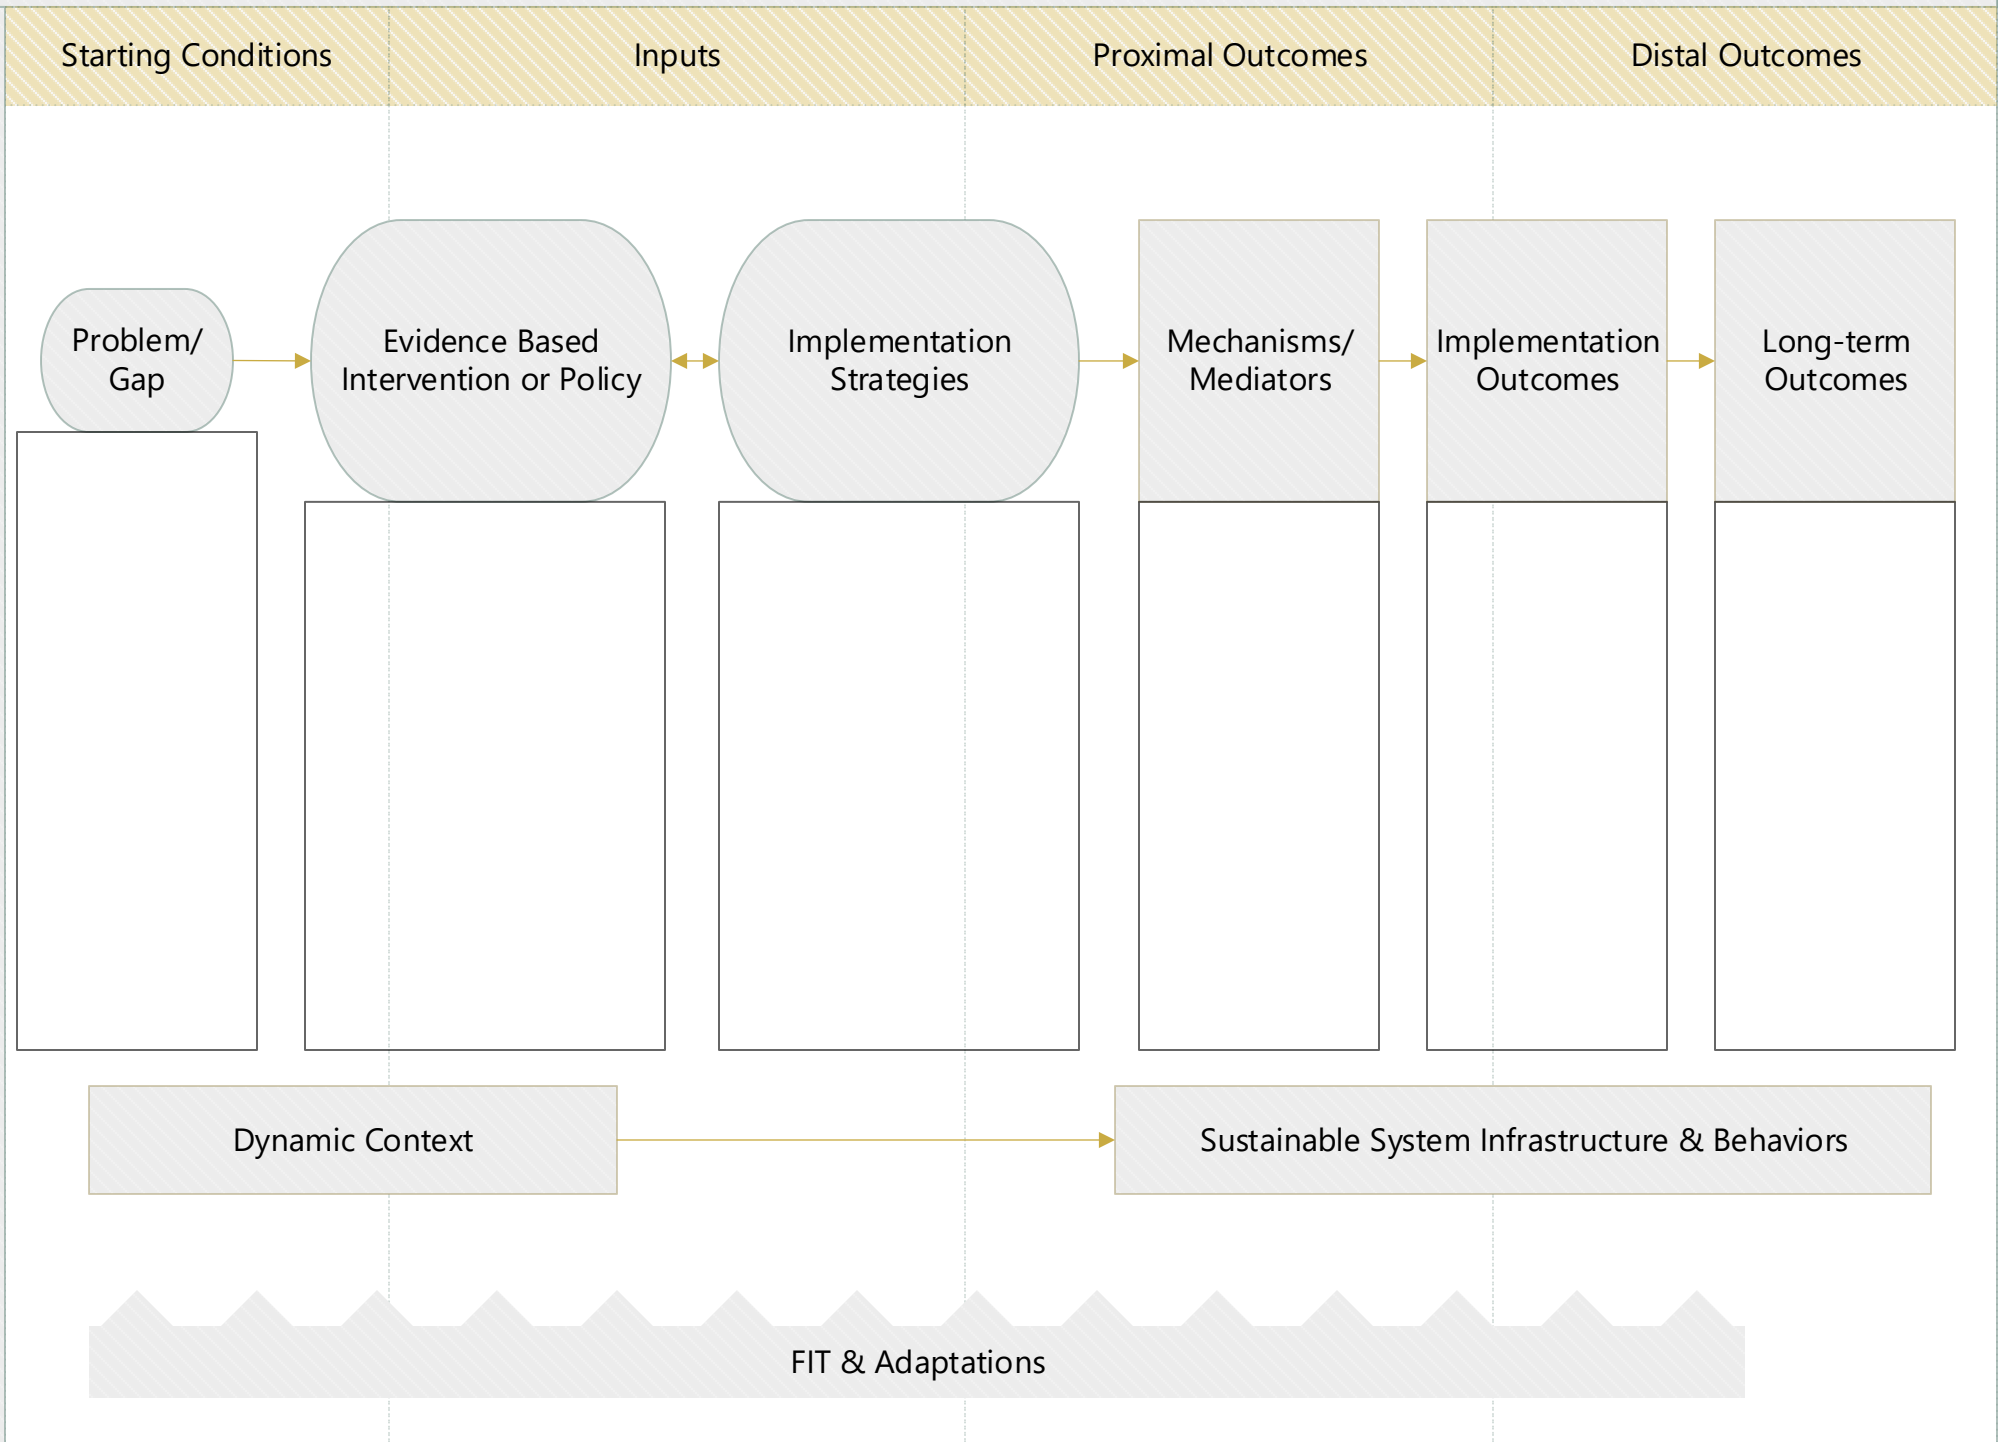 Starting Conditions
Inputs
Proximal Outcomes
Distal Outcomes
Problem/
Gap
Evidence Based
Intervention or Policy
Implementation
Strategies
Mechanisms/
Mediators
Implementation
Outcomes
Long-term
Outcomes
Dynamic Context
Sustainable System Infrastructure & Behaviors
FIT & Adaptations